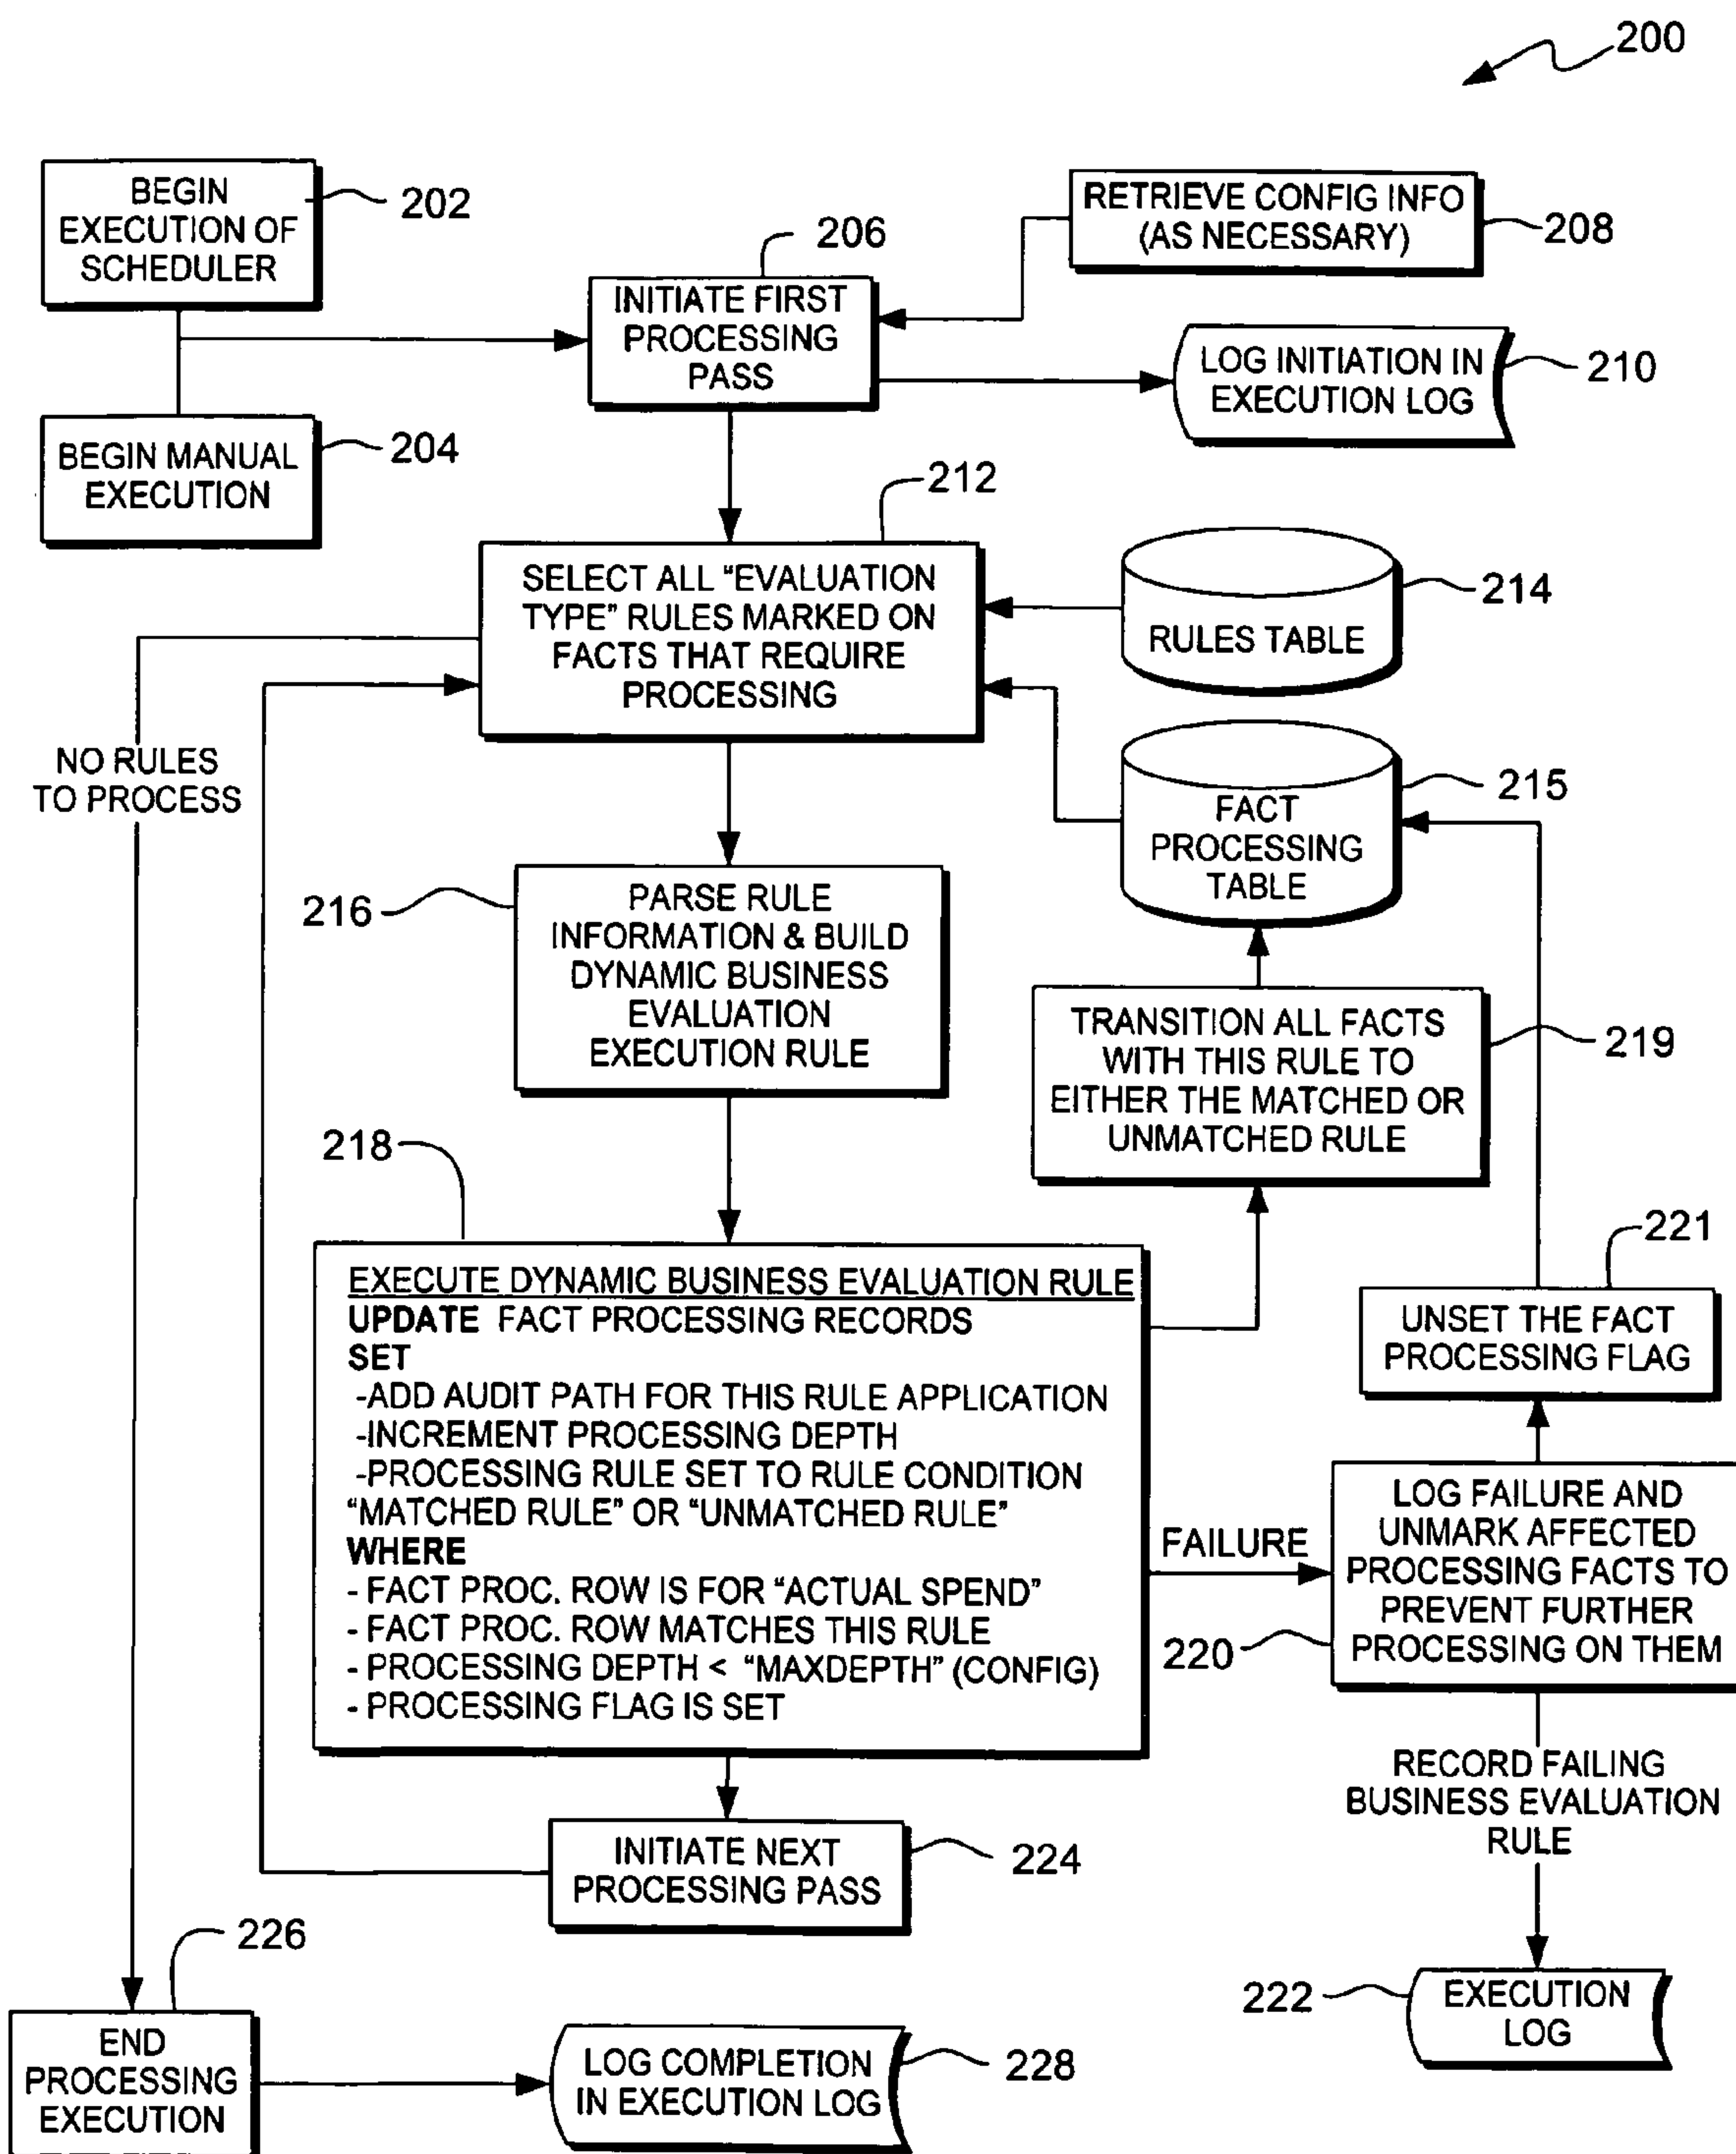 200
BEGIN
EXECUTION OF
SCHEDULER
202
BEGIN MANUAL
EXECUTION
204
206
INITIATE FIRST
PROCESSING
PASS
RETRIEVE CONFIG INFO
(AS NECESSARY)
208
LOG INITIATION IN
EXECUTION LOG
210
212
SELECT ALL "EVALUATION
TYPE" RULES MARKED ON
FACTS THAT REQUIRE
PROCESSING
214
RULES TABLE
215
FACT
PROCESSING
TABLE
NO RULES
TO PROCESS
216
PARSE RULE
INFORMATION & BUILD
DYNAMIC BUSINESS
EVALUATION
EXECUTION RULE
TRANSITION ALL FACTS
WITH THIS RULE TO
EITHER THE MATCHED OR
UNMATCHED RULE
219
218
EXECUTE DYNAMIC BUSINESS EVALUATION RULE
UPDATE FACT PROCESSING RECORDS
SET
-ADD AUDIT PATH FOR THIS RULE APPLICATION
-INCREMENT PROCESSING DEPTH
-PROCESSING RULE SET TO RULE CONDITION
"MATCHED RULE" OR "UNMATCHED RULE"
WHERE
- FACT PROC. ROW IS FOR "ACTUAL SPEND"
- FACT PROC. ROW MATCHES THIS RULE
- PROCESSING DEPTH < "MAXDEPTH" (CONFIG)
- PROCESSING FLAG IS SET
221
UNSET THE FACT
PROCESSING FLAG
FAILURE
LOG FAILURE AND
UNMARK AFFECTED
PROCESSING FACTS TO
PREVENT FURTHER
PROCESSING ON THEM
220
RECORD FAILING
BUSINESS EVALUATION
RULE
222
EXECUTION
LOG
INITIATE NEXT
PROCESSING PASS
224
226
END
PROCESSING
EXECUTION
LOG COMPLETION
IN EXECUTION LOG
228